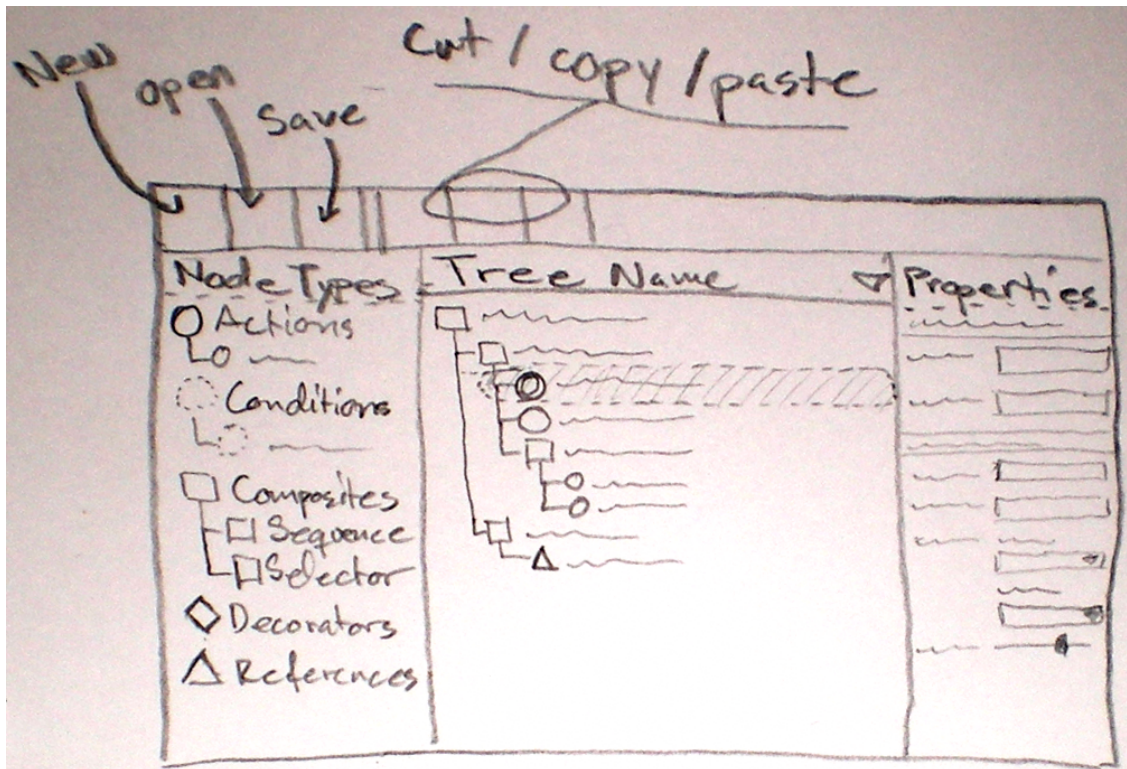 New
open
Save
Cut / copy / paste
Node Types
Actions
Conditions
Composites
Sequence
Selector
Decorators
References
Tree Name
Properties